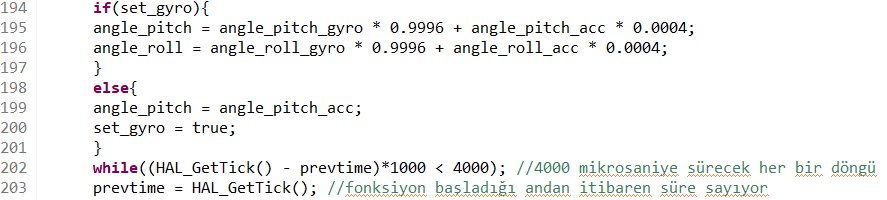 194 if(set_gyro){
195 angle_pitch = angle_pitch_gyro * 0.9996 + angle_pitch_acc * 0.0004;
196 angle_roll = angle_roll_gyro * 0.9996 + angle_roll_acc * 0.0004;
197 }
198 else{
199 angle_pitch = angle_pitch_acc;
200 set_gyro = true;
201 }
202 while((HAL_GetTick() - prevtime)*1000 < 4000); //4000 mikrosaniye sürecek her bir döngü
203 prevtime = HAL_GetTick(); //fonksiyon başladığı andan itibaren süre sayıyor